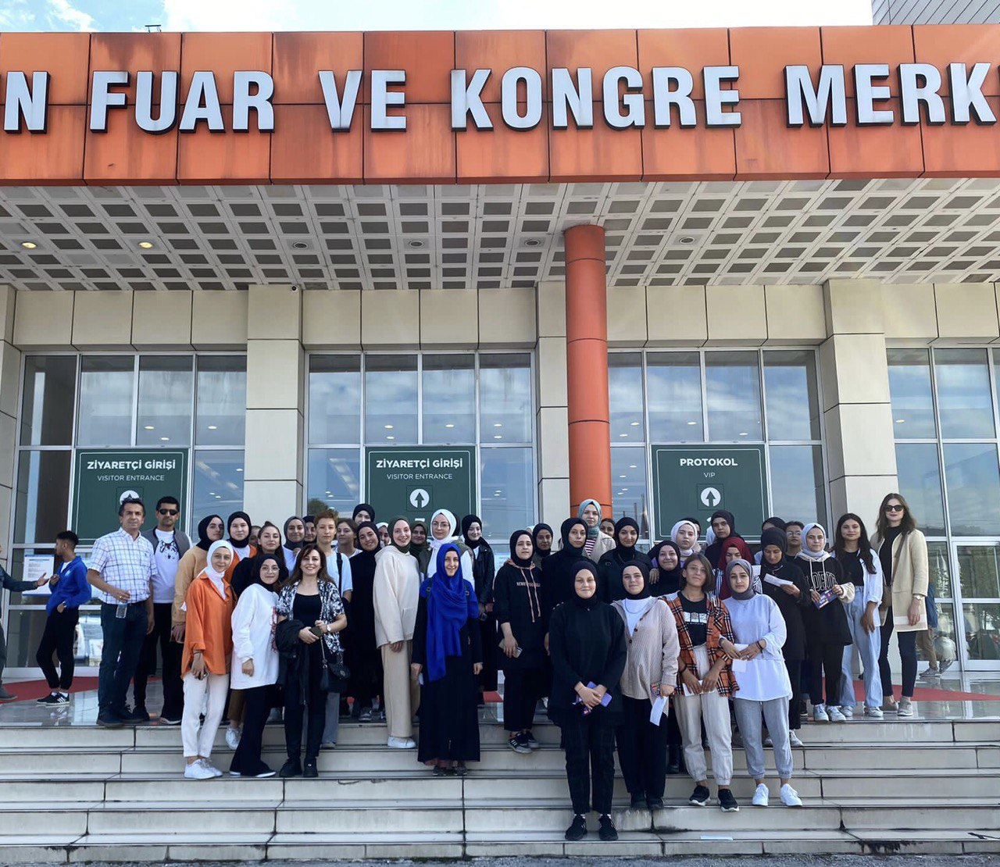 N FUAR VE KONGRE MERK
ZİYARETÇİ GİRİŞİ
VISITOR ENTRANCE
ZİYARETÇİ GİRİŞİ
VISITOR ENTRANCE
PROTOKOL
VIP